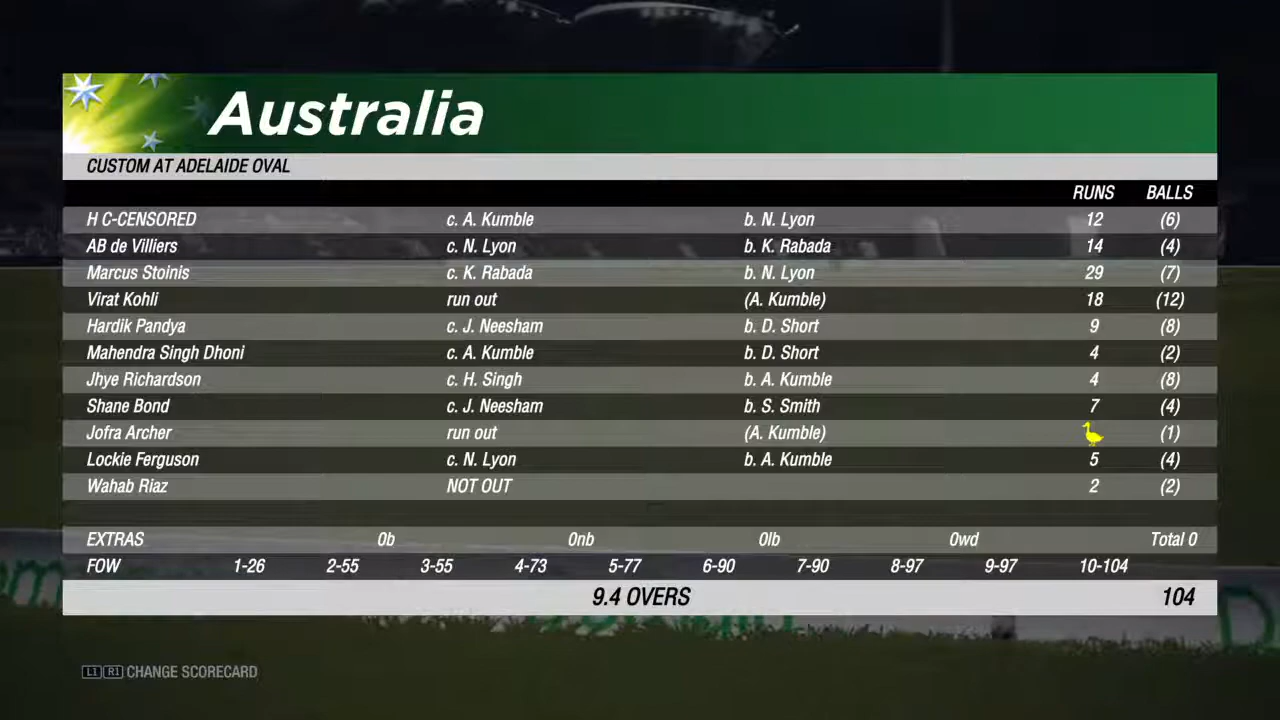 Australia
CUSTOM AT ADELAIDE OVAL
RUNS BALLS
H C-CENSORED c. A. Kumble b. N. Lyon 12 (6)
AB de Villiers c. N. Lyon b. K. Rabada 14 (4)
Marcus Stoinis c. K. Rabada b. N. Lyon 29 (7)
Virat Kohli run out (A. Kumble) 18 (12)
Hardik Pandya c. J. Neesham b. D. Short 9 (8)
Mahendra Singh Dhoni c. A. Kumble b. D. Short 4 (2)
Jhye Richardson c. H. Singh b. A. Kumble 4 (8)
Shane Bond c. J. Neesham b. S. Smith 7 (4)
Jofra Archer run out (A. Kumble) (1)
Lockie Ferguson c. N. Lyon b. A. Kumble 5 (4)
Wahab Riaz NOT OUT 2 (2)
EXTRAS 0b 0nb 0lb 0wd Total 0
FOW 1-26 2-55 3-55 4-73 5-77 6-90 7-90 8-97 9-97 10-104
9.4 OVERS 104
L1 R1 CHANGE SCORECARD